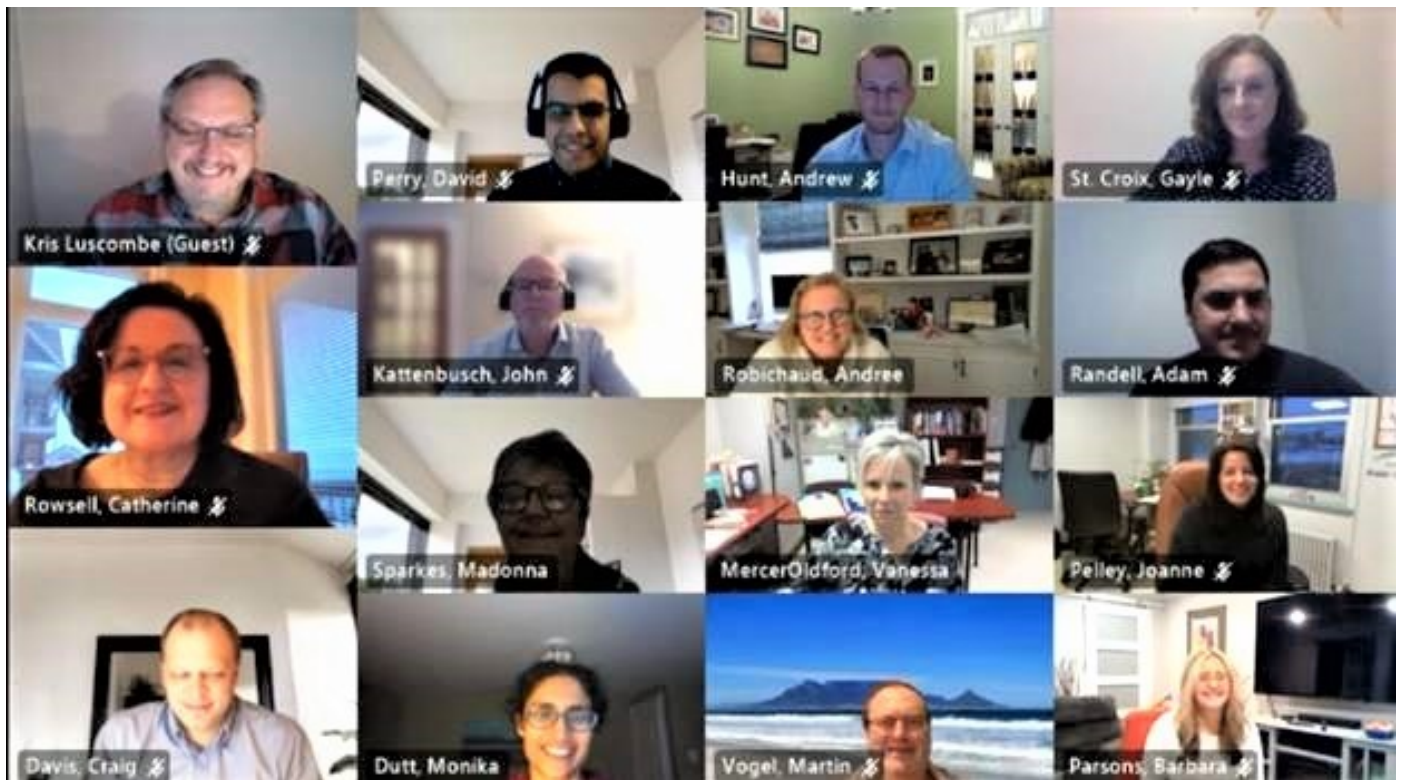 Kris Luscombe (Guest)
Perry, David
Hunt, Andrew
St. Croix, Gayle
Rowsell, Catherine
Kattenbusch, John
Robichaud, Andree
Randell, Adam
Sparkes, Madonna
MercerOldford, Vanessa
Pelley, Joanne
Davis, Craig
Dutt, Monika
Vogel, Martin
Parsons, Barbara